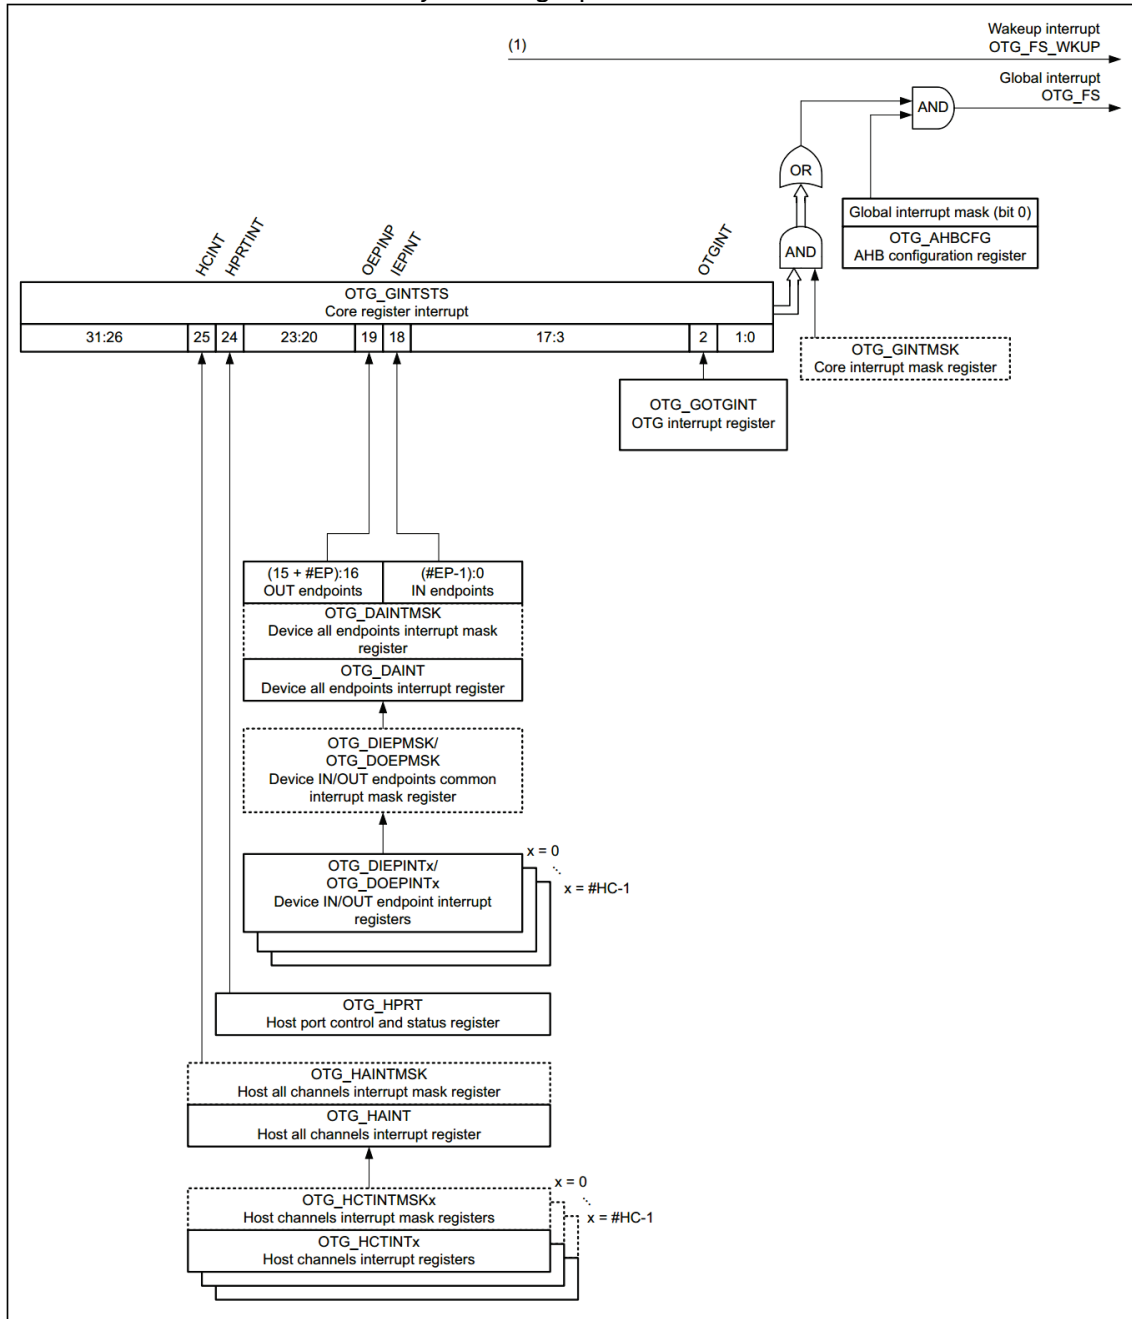 (1)
Wakeup interrupt
OTG_FS_WKUP
Global interrupt
OTG_FS
AND
OR
Global interrupt mask (bit 0)
OTG_AHBCFG
AHB configuration register
AND
HCINT
HPRTINT
OEPINP
IEPINT
OTGINT
OTG_GINTSTS
Core register interrupt
31:26 25 24 23:20 19 18 17:3 2 1:0
OTG_GINTMSK
Core interrupt mask register
OTG_GOTGINT
OTG interrupt register
(15 + #EP):16
OUT endpoints
(#EP-1):0
IN endpoints
OTG_DAINTMSK
Device all endpoints interrupt mask
register
OTG_DAINT
Device all endpoints interrupt register
OTG_DIEPMSK/
OTG_DOEPMSK
Device IN/OUT endpoints common
interrupt mask register
x = 0
x = #HC-1
OTG_DIEPINTx/
OTG_DOEPINTx
Device IN/OUT endpoint interrupt
registers
OTG_HPRT
Host port control and status register
OTG_HAINTMSK
Host all channels interrupt mask register
OTG_HAINT
Host all channels interrupt register
x = 0
x = #HC-1
OTG_HCTINTMSKx
Host channels interrupt mask registers
OTG_HCTINTx
Host channels interrupt registers